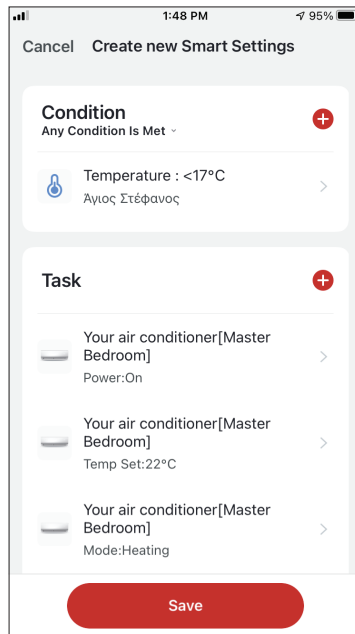 1:48 PM
95%
Cancel
Create new Smart Settings
Condition
Any Condition Is Met
Temperature : <17°C
Άγιος Στέφανος
Task
Your air conditioner[Master
Bedroom]
Power:On
Your air conditioner[Master
Bedroom]
Temp Set:22°C
Your air conditioner[Master
Bedroom]
Mode:Heating
Save